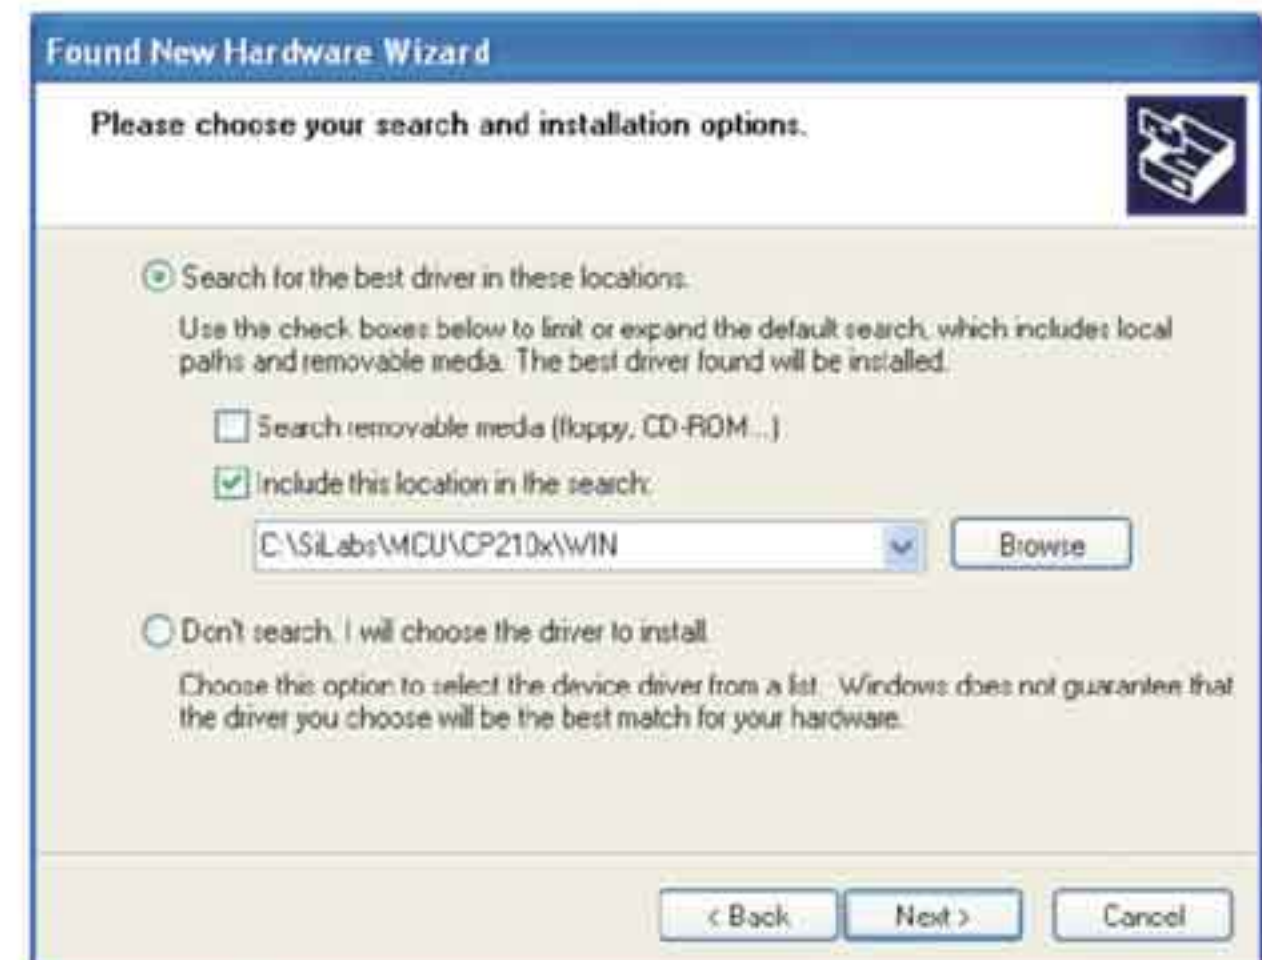 Found New Hardware Wizard
Please choose your search and installation options.
Search for the best driver in these locations.
Use the check boxes below to limit or expand the default search, which includes local
paths and removable media. The best driver found will be installed.
Search removable media (floppy, CD-ROM...)
Include this location in the search:
C:\SiLabs\MCU\CP210x\WIN
Browse
Don't search. I will choose the driver to install.
Choose this option to select the device driver from a list. Windows does not guarantee that
the driver you choose will be the best match for your hardware.
< Back
Next >
Cancel